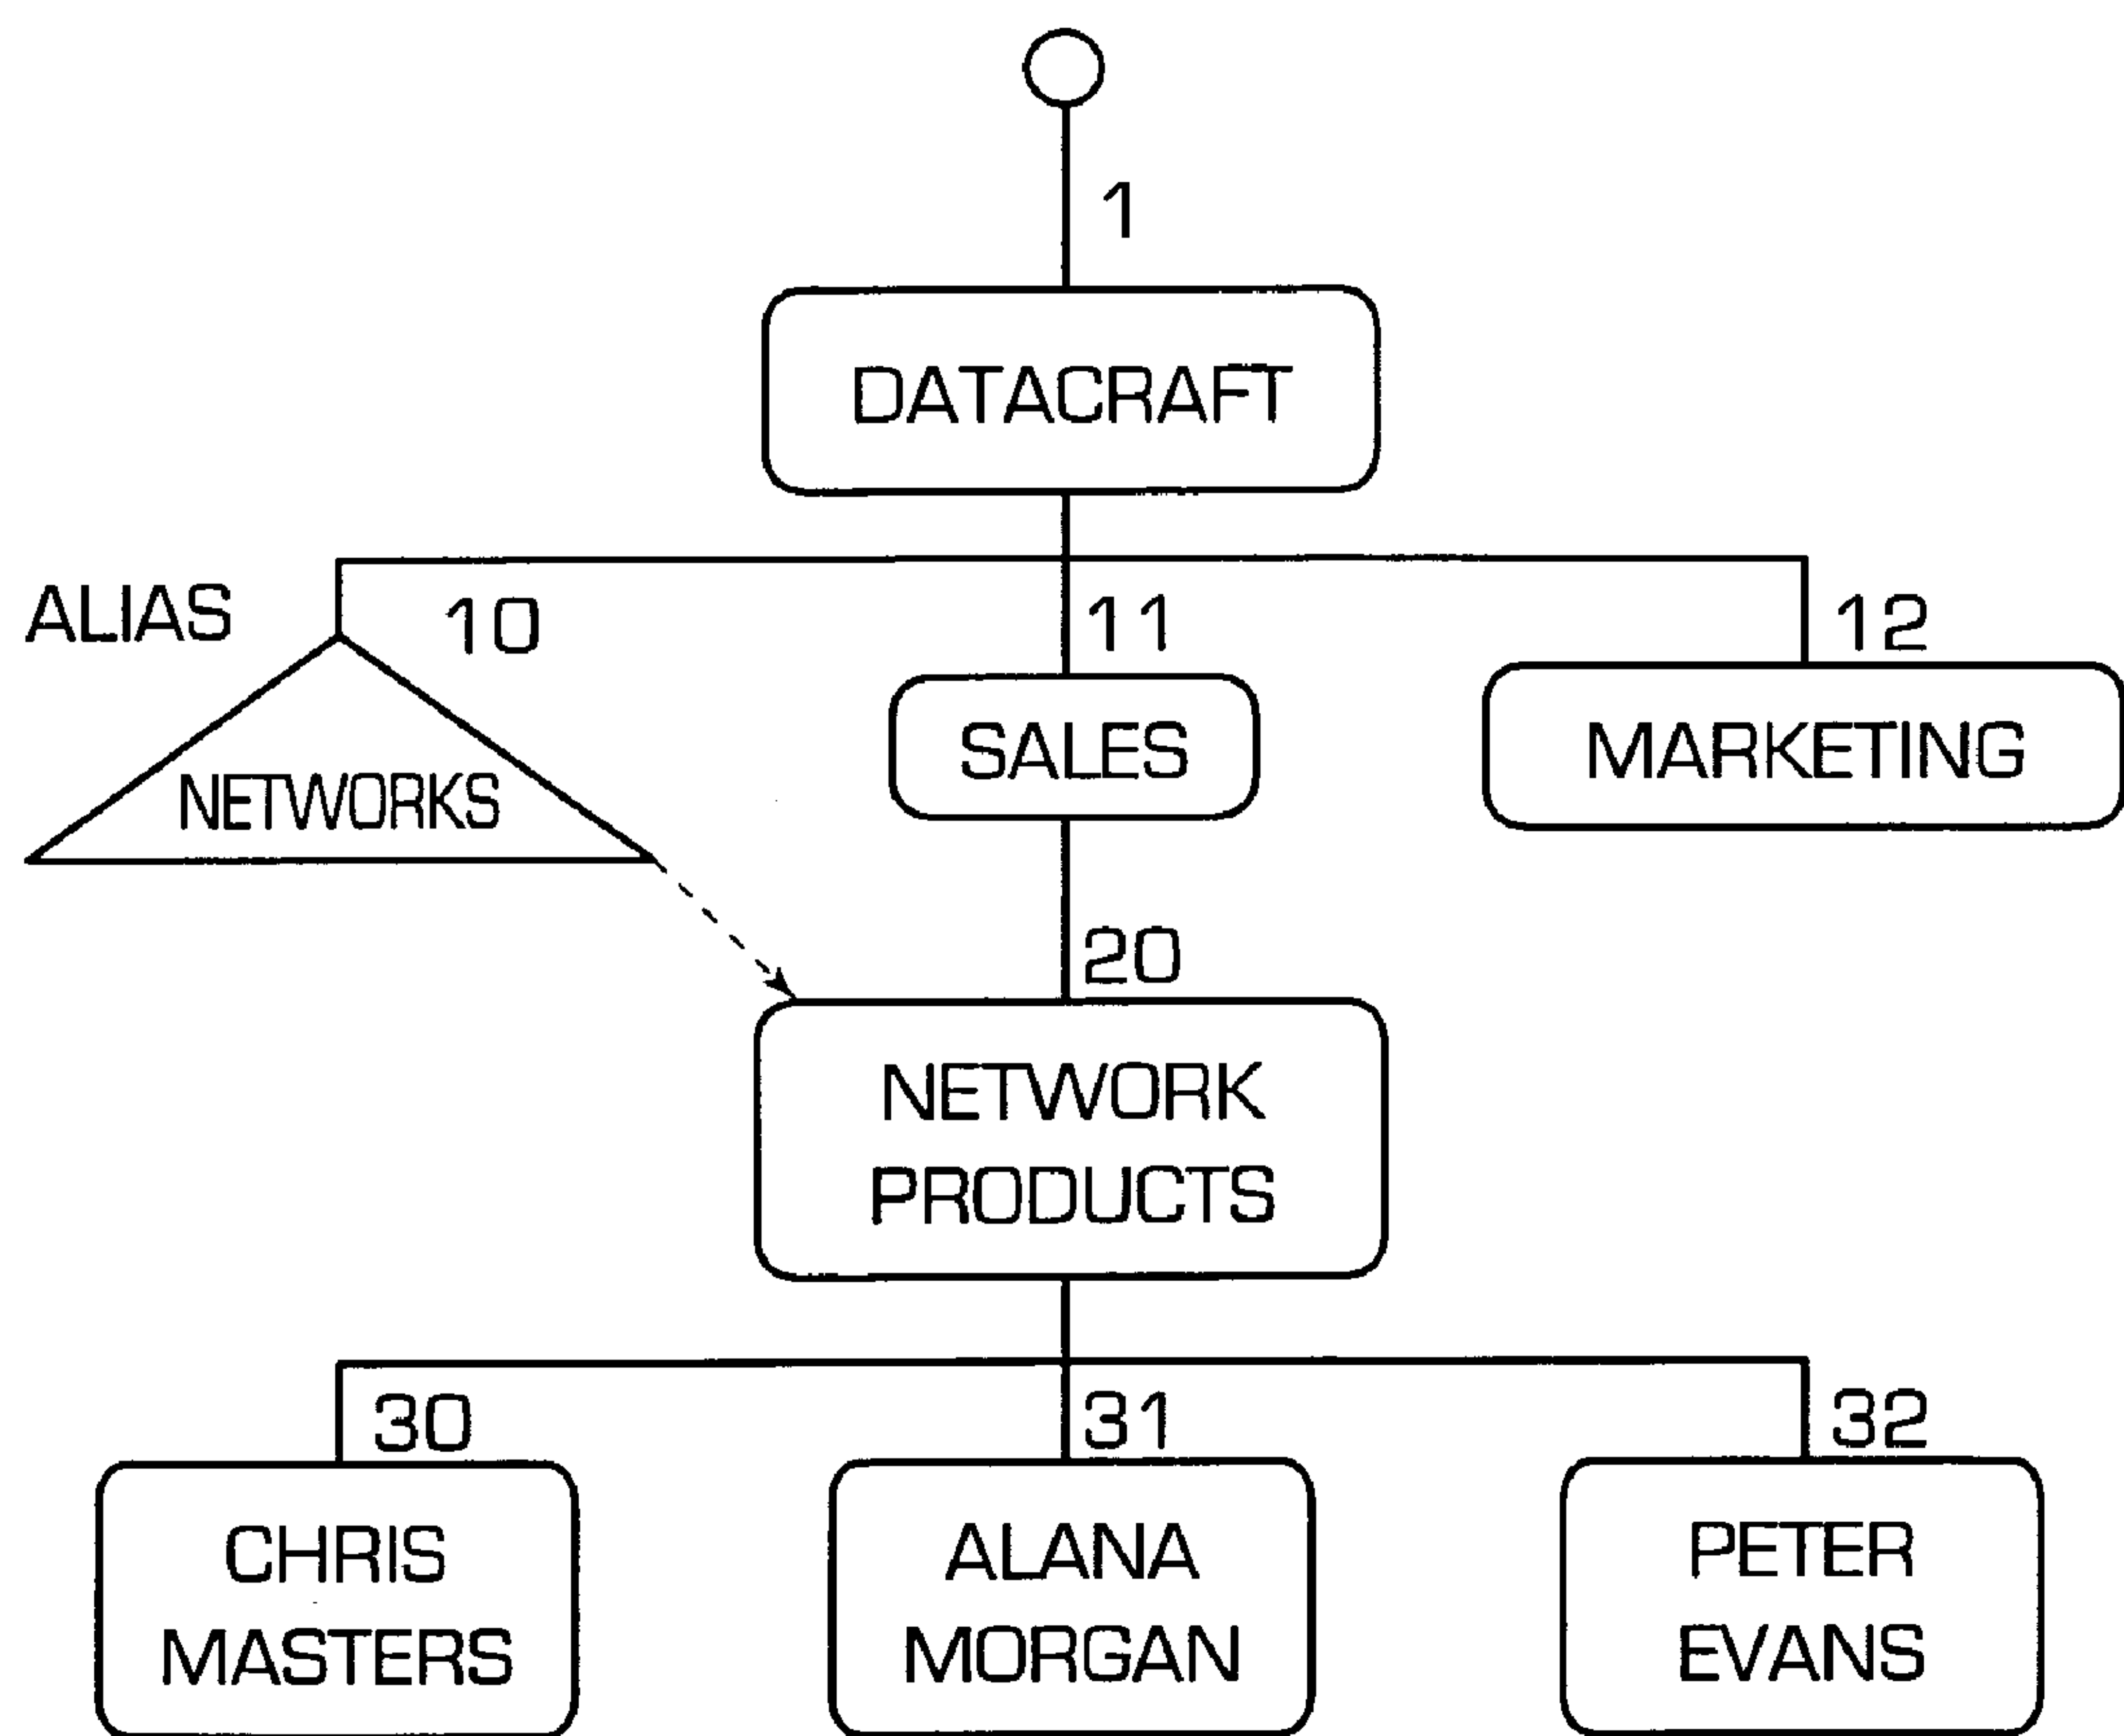 1
DATACRAFT
ALIAS
10
11
12
NETWORKS
SALES
MARKETING
20
NETWORK
PRODUCTS
30
31
32
CHRIS
MASTERS
ALANA
MORGAN
PETER
EVANS